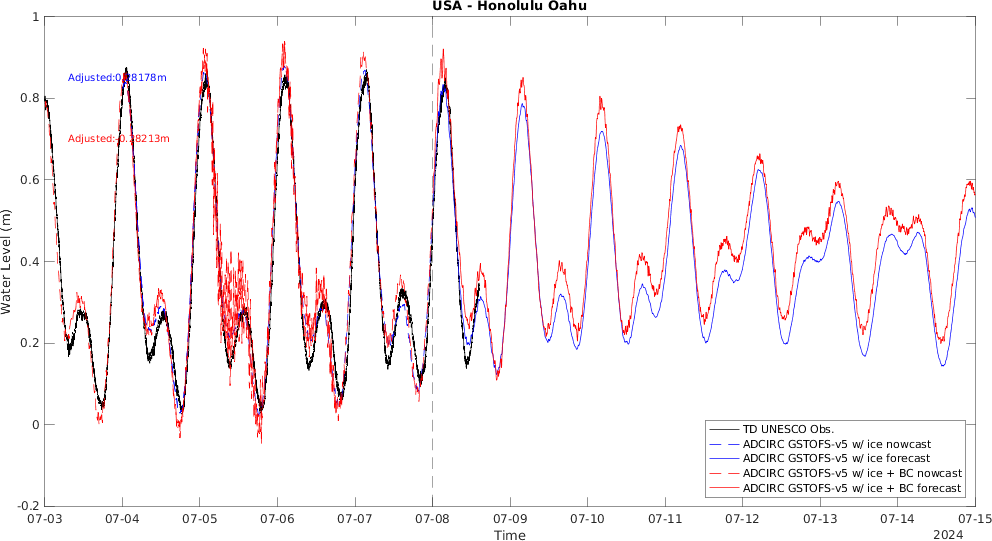 USA - Honolulu Oahu
1
0.8
0.6
0.4
0.2
0
-0.2
Water Level (m)
Adjusted:0.28178m
Adjusted:-0.18213m
TD UNESCO Obs.
ADCIRC GSTOFS-v5 w/ ice nowcast
ADCIRC GSTOFS-v5 w/ ice forecast
ADCIRC GSTOFS-v5 w/ ice + BC nowcast
ADCIRC GSTOFS-v5 w/ ice + BC forecast
07-03 07-04 07-05 07-06 07-07 07-08 07-09 07-10 07-11 07-12 07-13 07-14 07-15
Time
2024